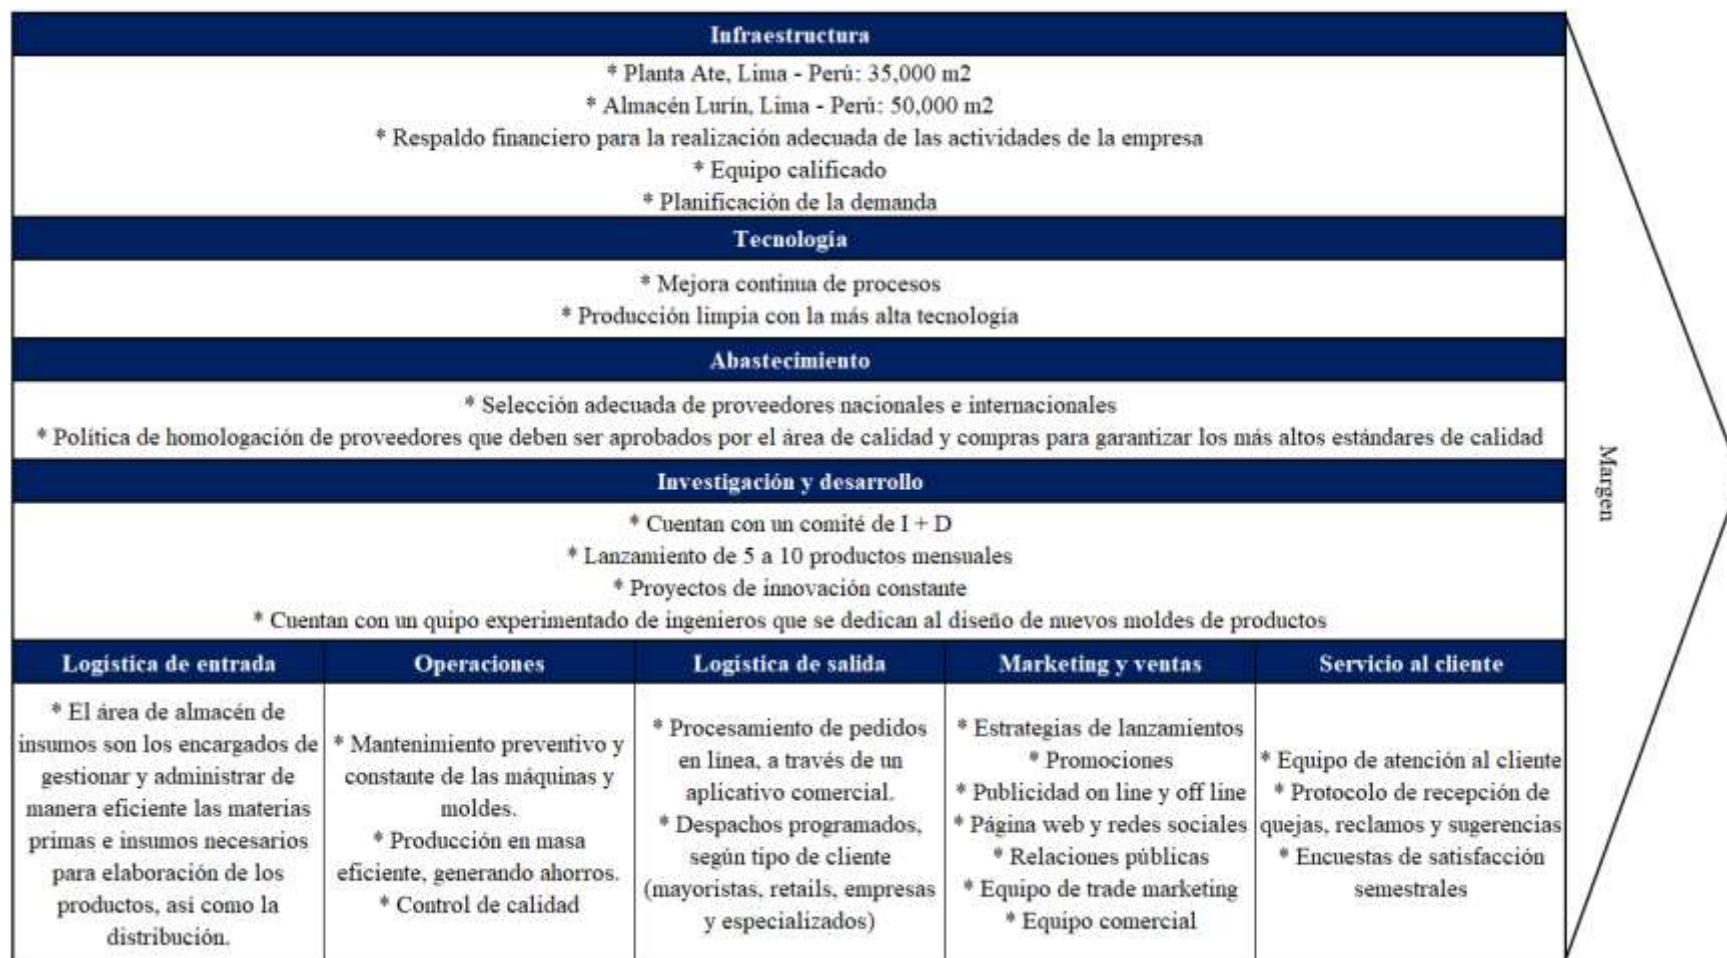 Infraestructura
* Planta Ate, Lima - Perú: 35,000 m2
* Almacén Lurín, Lima - Perú: 50,000 m2
* Respaldo financiero para la realización adecuada de las actividades de la empresa
* Equipo calificado
* Planificación de la demanda
Tecnología
* Mejora continua de procesos
* Producción limpia con la más alta tecnología
Abastecimiento
* Selección adecuada de proveedores nacionales e internacionales
* Política de homologación de proveedores que deben ser aprobados por el área de calidad y compras para garantizar los más altos estándares de calidad
Investigación y desarrollo
* Cuentan con un comité de I + D
* Lanzamiento de 5 a 10 productos mensuales
* Proyectos de innovación constante
* Cuentan con un quipo experimentado de ingenieros que se dedican al diseño de nuevos moldes de productos
Logística de entrada
* El área de almacén de
insumos son los encargados de
gestionar y administrar de
manera eficiente las materias
primas e insumos necesarios
para elaboración de los
productos, así como la
distribución.
Operaciones
* Mantenimiento preventivo y
constante de las máquinas y
moldes.
* Producción en masa
eficiente, generando ahorros.
* Control de calidad
Logística de salida
* Procesamiento de pedidos
en línea, a través de un
aplicativo comercial.
* Despachos programados,
según tipo de cliente
(mayoristas, retails, empresas
y especializados)
Marketing y ventas
* Estrategias de lanzamientos
* Promociones
* Publicidad on line y off line
* Página web y redes sociales
* Relaciones públicas
* Equipo de trade marketing
* Equipo comercial
Servicio al cliente
* Equipo de atención al cliente
* Protocolo de recepción de
quejas, reclamos y sugerencias
* Encuestas de satisfacción
semestrales
Margen